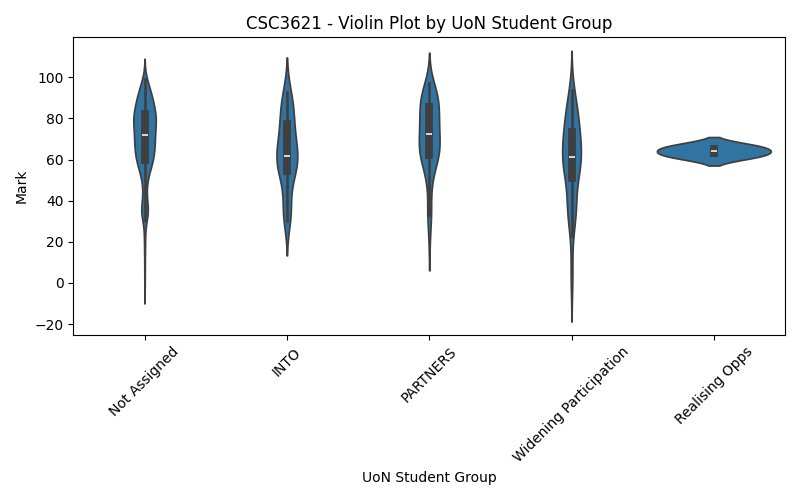 CSC3621 - Violin Plot by UoN Student Group
Mark
100
80
60
40
20
0
−20
Not Assigned
INTO
PARTNERS
Widening Participation
Realising Opps
UoN Student Group